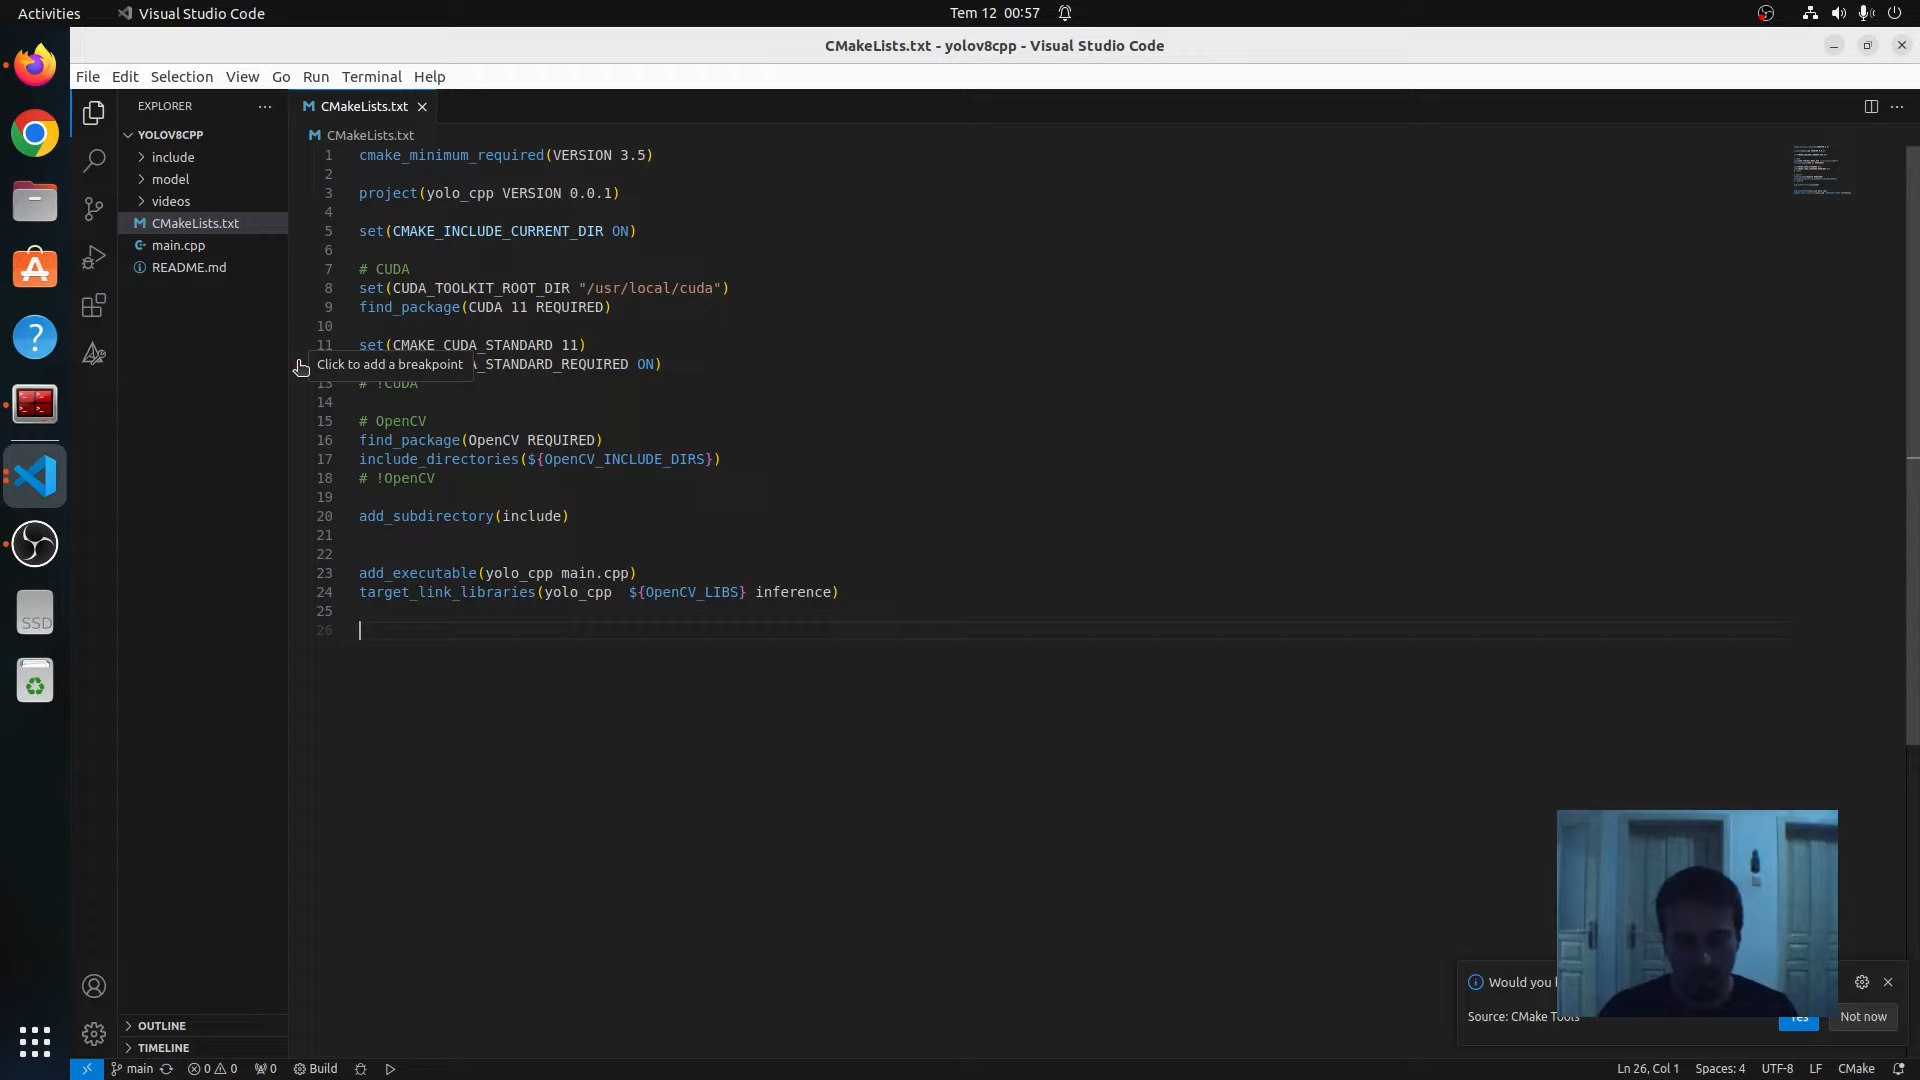 Activities
Visual Studio Code
Tem 12 00:57
CMakeLists.txt - yolov8cpp - Visual Studio Code
File Edit Selection View Go Run Terminal Help
EXPLORER
YOLOV8CPP
include
model
videos
CMakeLists.txt
main.cpp
README.md
CMakeLists.txt
CMakeLists.txt
1 cmake_minimum_required(VERSION 3.5)
2
3 project(yolo_cpp VERSION 0.0.1)
4
5 set(CMAKE_INCLUDE_CURRENT_DIR ON)
6
7 # CUDA
8 set(CUDA_TOOLKIT_ROOT_DIR "/usr/local/cuda")
9 find_package(CUDA 11 REQUIRED)
10
11 set(CMAKE_CUDA_STANDARD 11)
Click to add a breakpoint
A_STANDARD_REQUIRED ON)
13 # !CUDA
14
15 # OpenCV
16 find_package(OpenCV REQUIRED)
17 include_directories(${OpenCV_INCLUDE_DIRS})
18 # !OpenCV
19
20 add_subdirectory(include)
21
22
23 add_executable(yolo_cpp main.cpp)
24 target_link_libraries(yolo_cpp  ${OpenCV_LIBS} inference)
25
26
SSD
OUTLINE
TIMELINE
Would you
Source: CMake Tools
Yes
Not now
main
0 0
0
Build
Ln 26, Col 1
Spaces: 4
UTF-8
LF
CMake